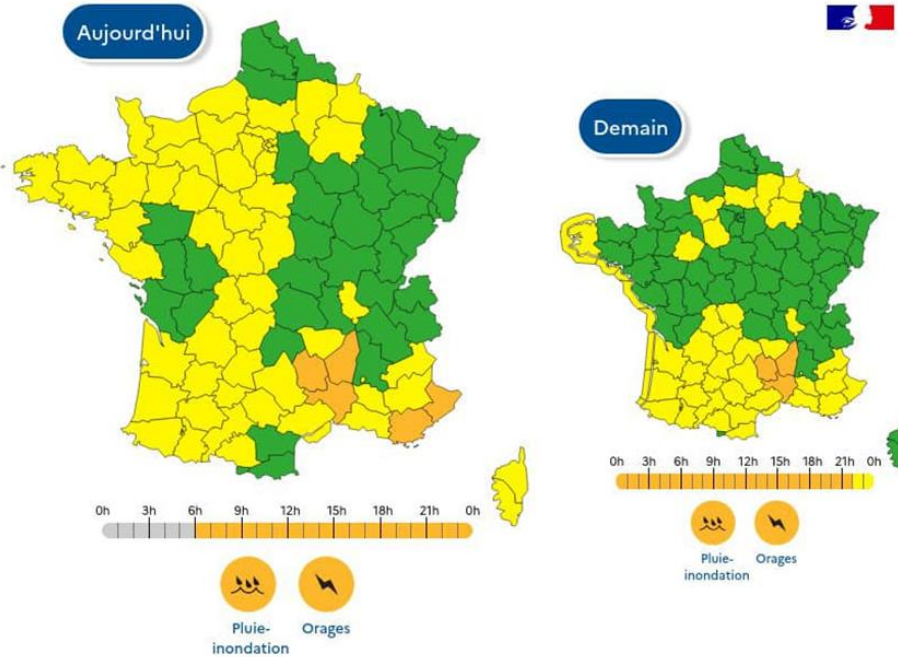 Aujourd'hui
Demain
0h 3h 6h 9h 12h 15h 18h 21h 0h
0h 3h 6h 9h 12h 15h 18h 21h 0h
Pluie-
inondation
Orages
Pluie-
inondation
Orages